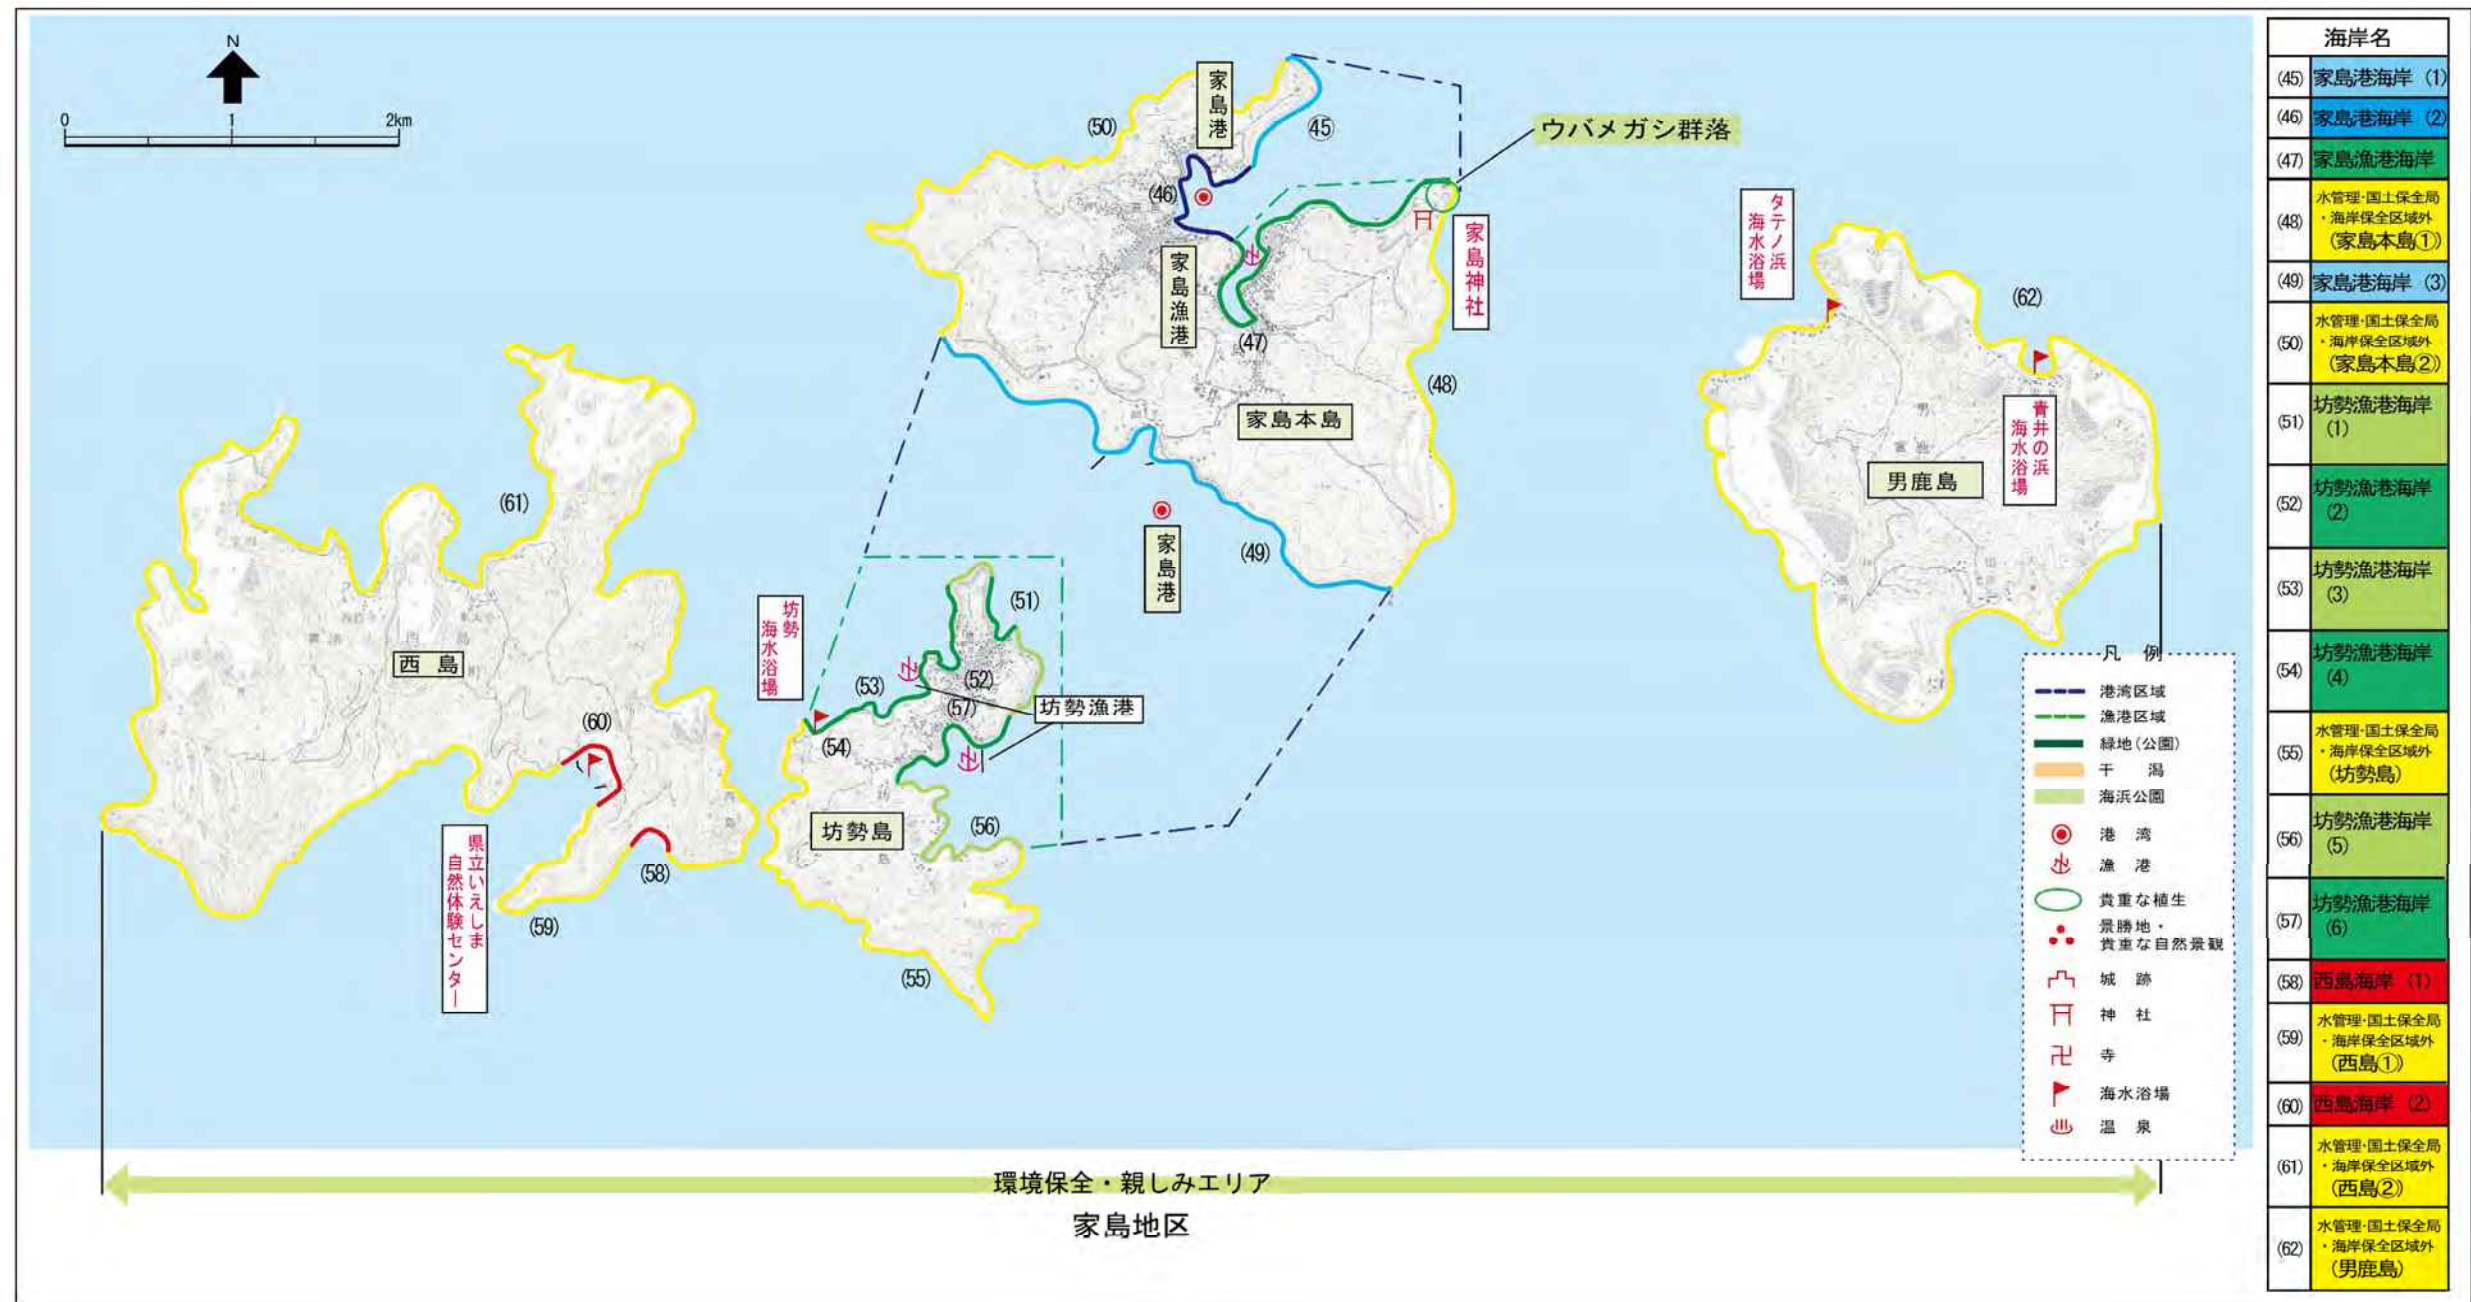 N
0
1
2km
(50)
家島港
㊺
ウバメガシ群落
(46)
家島漁港
家島神社
(47)
(48)
家島本島
タテノ浜
海水浴場
(62)
青井の浜
海水浴場
男鹿島
(61)
(49)
家島港
坊勢
海水浴場
(51)
(52)
(53)
(57)
坊勢漁港
(54)
西島
(60)
坊勢島
(56)
県立いえしま
自然体験センター
(58)
(59)
(55)
凡例
港湾区域
漁港区域
緑地(公園)
干潟
海浜公園
港湾
漁港
貴重な植生
景勝地・
貴重な自然景観
城跡
神社
寺
海水浴場
温泉
環境保全・親しみエリア
家島地区
海岸名
(45) 家島港海岸 (1)
(46) 家島港海岸 (2)
(47) 家島漁港海岸
(48) 水管理・国土保全局
・海岸保全区域外
(家島本島①)
(49) 家島港海岸 (3)
(50) 水管理・国土保全局
・海岸保全区域外
(家島本島②)
(51) 坊勢漁港海岸
(1)
(52) 坊勢漁港海岸
(2)
(53) 坊勢漁港海岸
(3)
(54) 坊勢漁港海岸
(4)
(55) 水管理・国土保全局
・海岸保全区域外
(坊勢島)
(56) 坊勢漁港海岸
(5)
(57) 坊勢漁港海岸
(6)
(58) 西島海岸 (1)
(59) 水管理・国土保全局
・海岸保全区域外
(西島①)
(60) 西島海岸 (2)
(61) 水管理・国土保全局
・海岸保全区域外
(西島②)
(62) 水管理・国土保全局
・海岸保全区域外
(男鹿島)